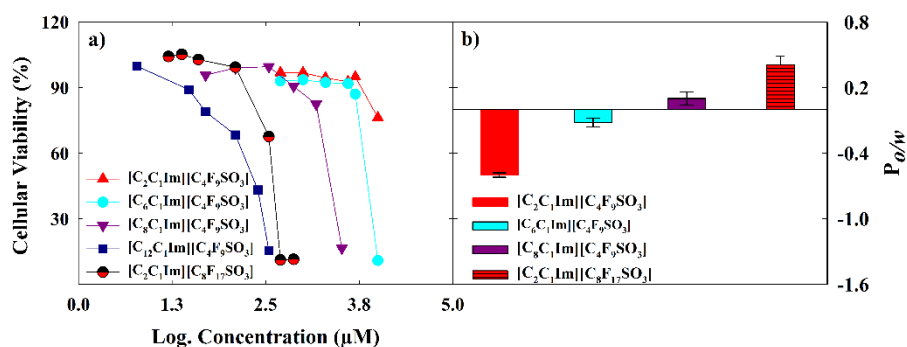 a)
b)
Cellular Viability (%)
120
90
60
30
[C₂C₁Im][C₄F₉SO₃]
[C₆C₁Im][C₄F₉SO₃]
[C₈C₁Im][C₄F₉SO₃]
[C₁₂C₁Im][C₄F₉SO₃]
[C₂C₁Im][C₈F₁₇SO₃]
0.0 1.3 2.5 3.8 5.0
Log. Concentration (µM)
[C₂C₁Im][C₄F₉SO₃]
[C₆C₁Im][C₄F₉SO₃]
[C₈C₁Im][C₄F₉SO₃]
[C₂C₁Im][C₈F₁₇SO₃]
0.8
0.2
-0.4
-1.0
-1.6
Po/w